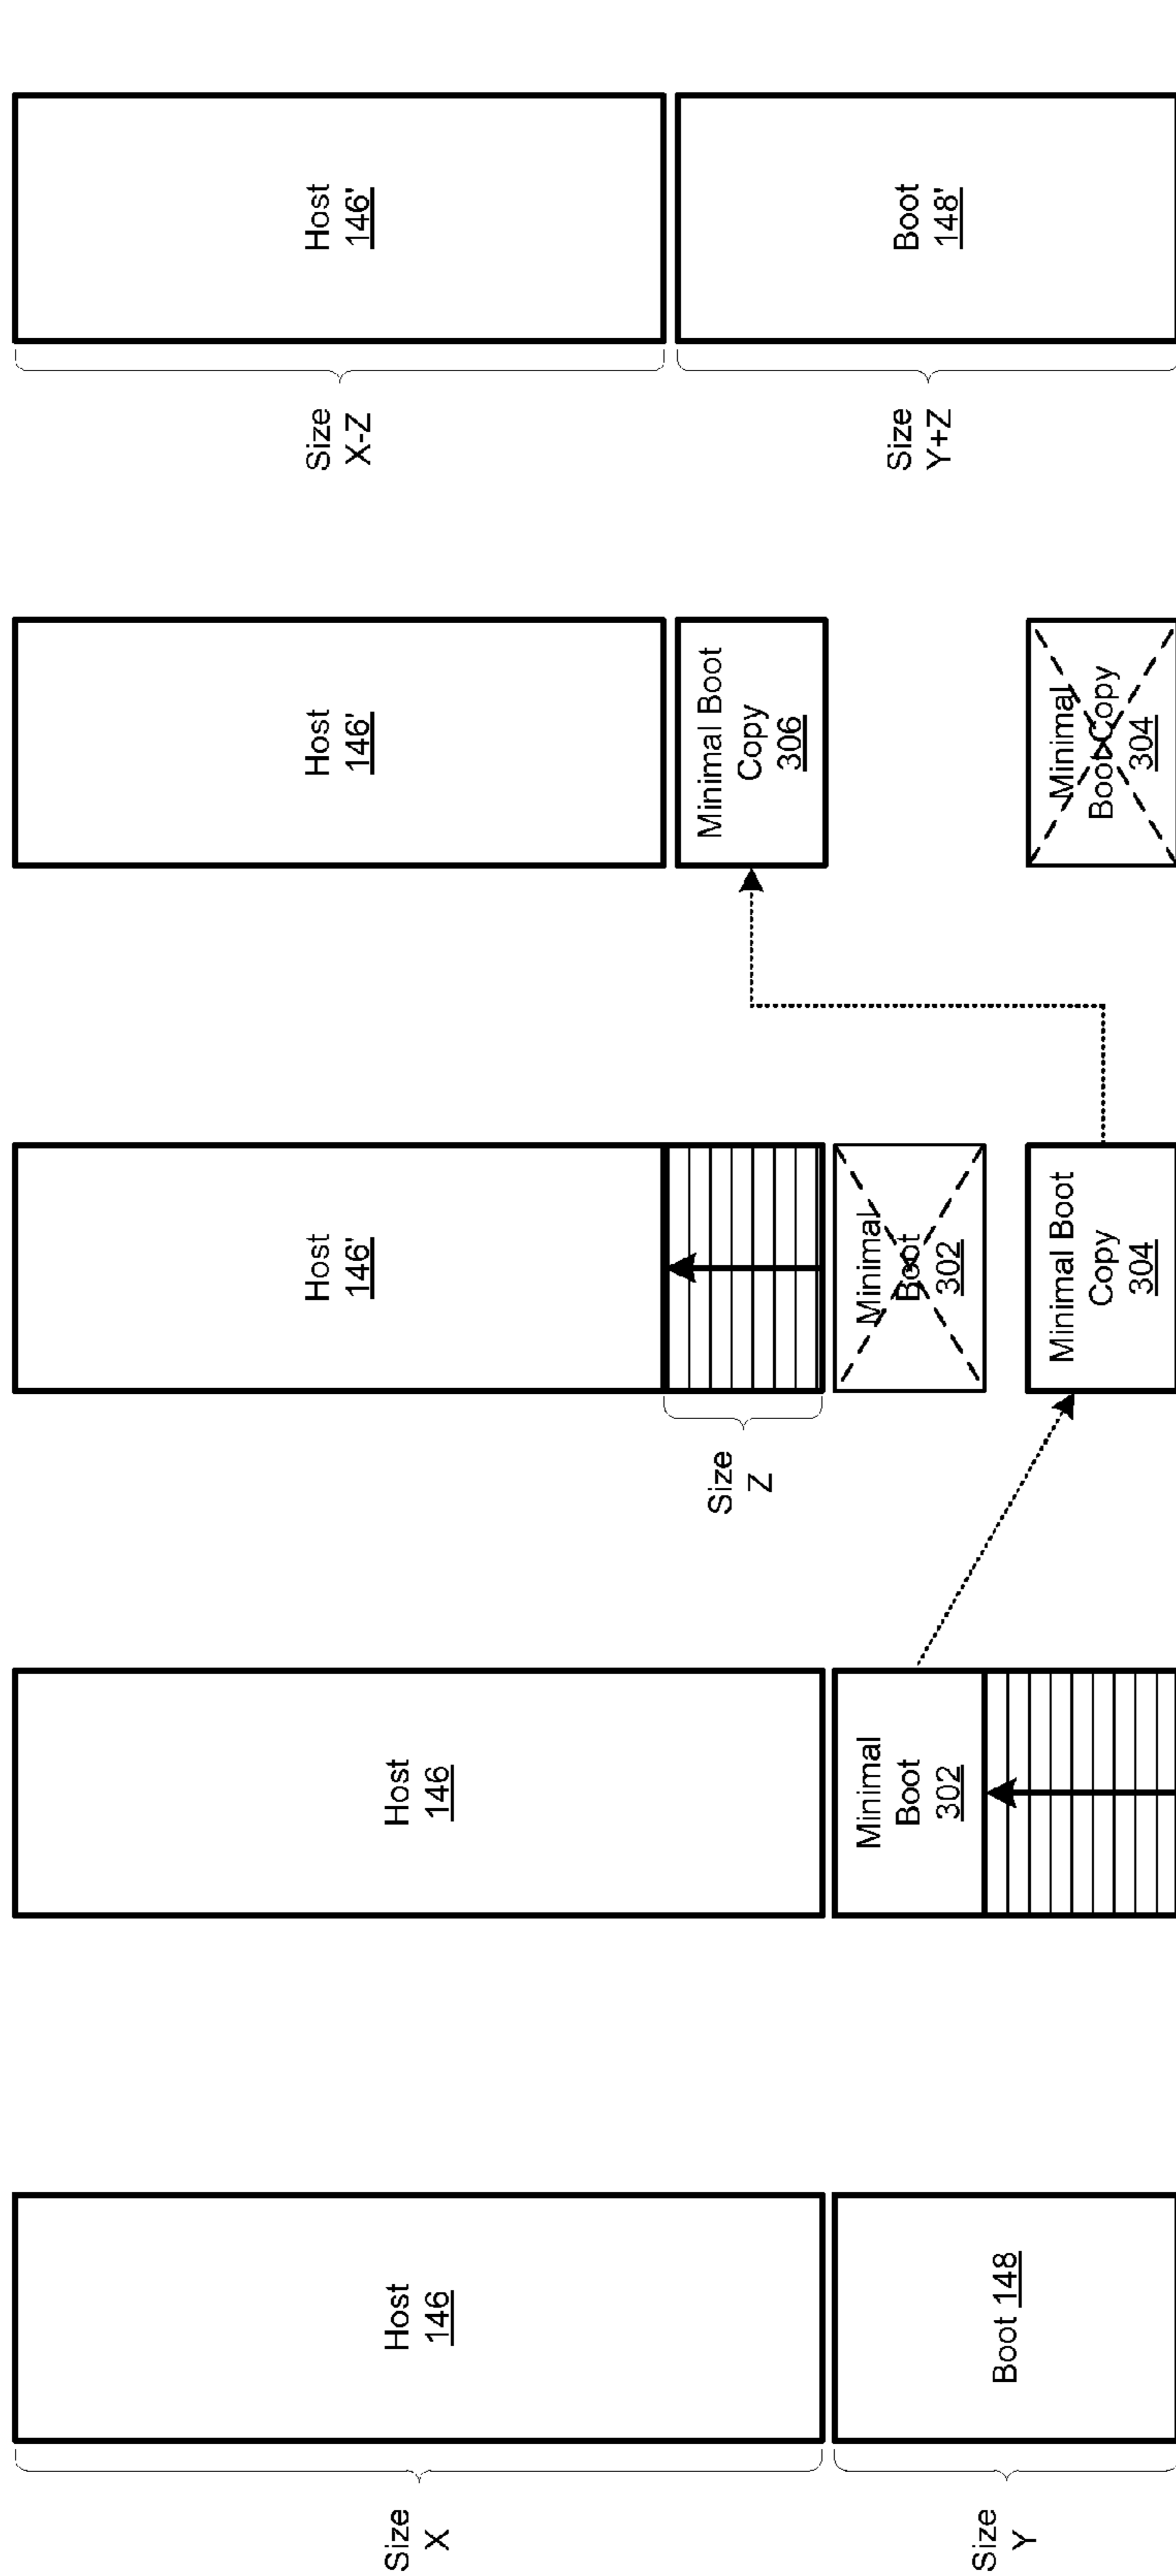 Size
X
Host
146
Size
Y
Boot 148
Host
146
Minimal
Boot
302
Host
146'
Size
Z
Minimal
Boot
302
Minimal Boot
Copy
304
Host
146'
Minimal Boot
Copy
306
Minimal
Boot Copy
304
Size
X-Z
Host
146'
Size
Y+Z
Boot
148'